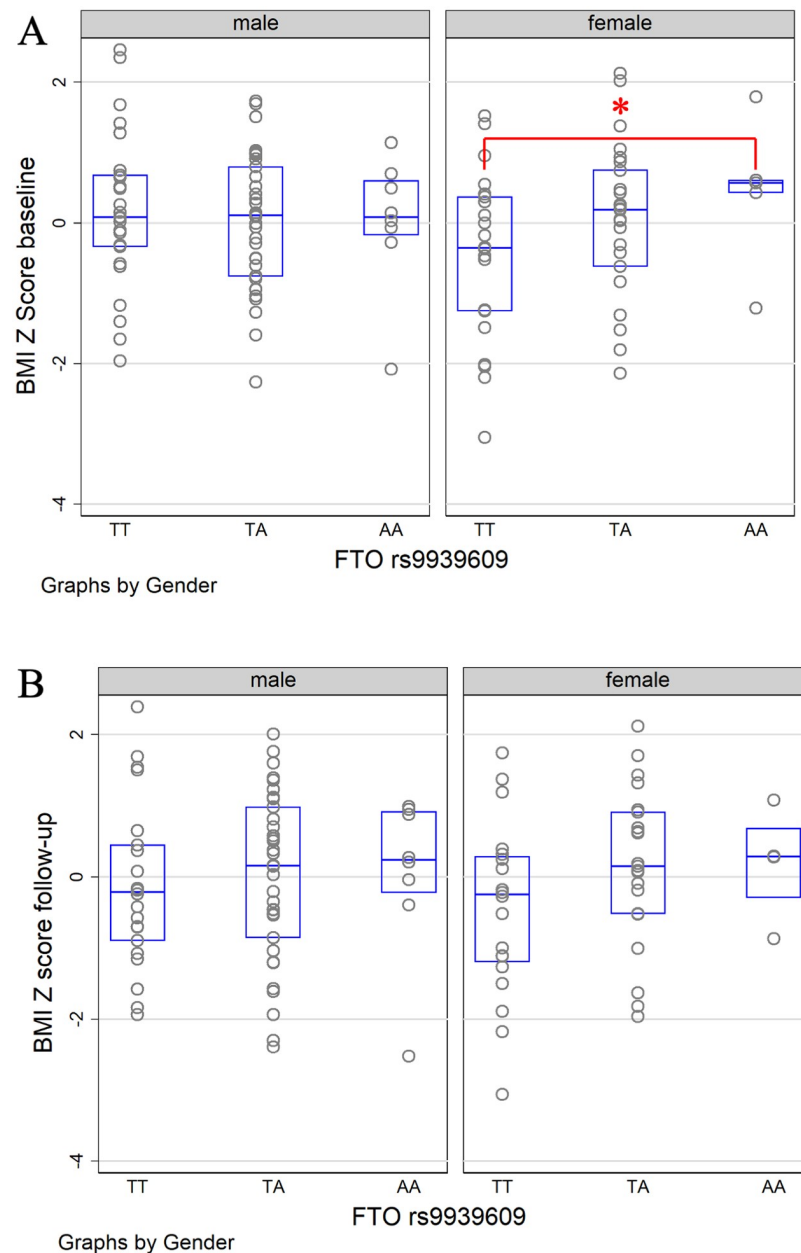 A
male
female
BMI Z Score baseline
2
0
-2
-4
*
TT
TA
AA
TT
TA
AA
FTO rs9939609
Graphs by Gender
B
male
female
BMI Z score follow-up
2
0
-2
-4
TT
TA
AA
TT
TA
AA
FTO rs9939609
Graphs by Gender